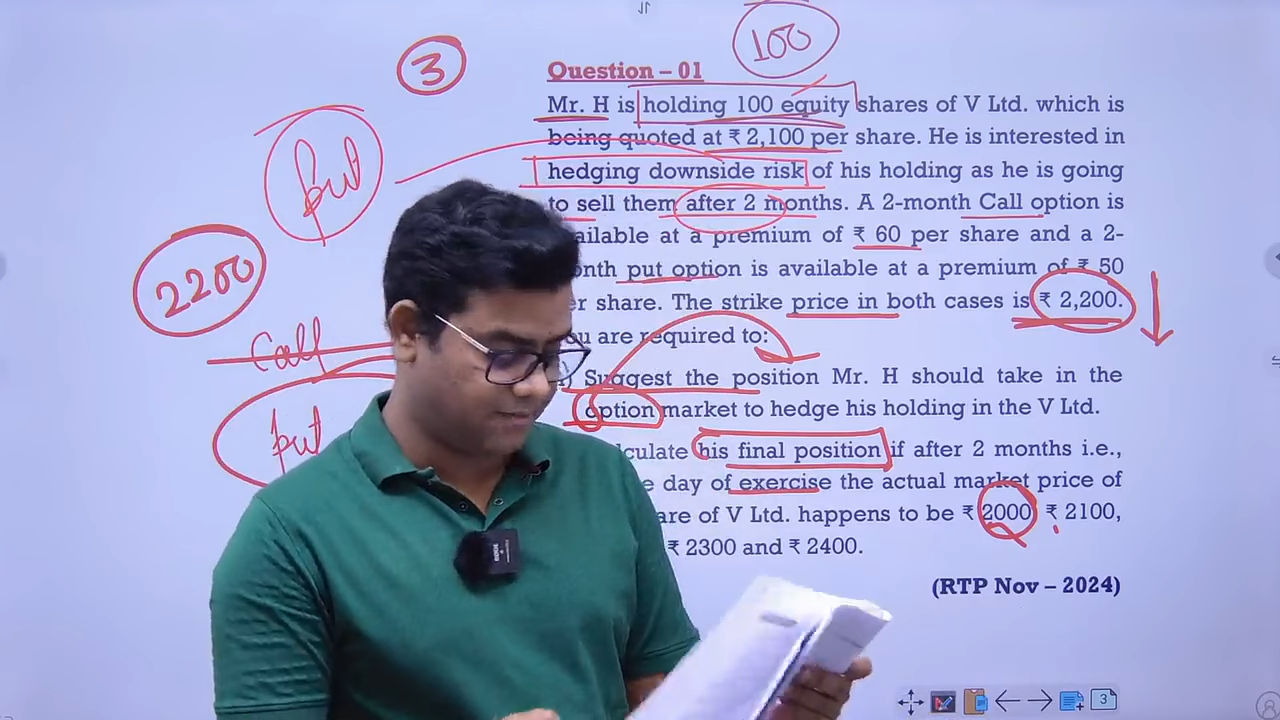 100
3
Question – 01
Mr. H is holding 100 equity shares of V Ltd. which is
being quoted at ₹ 2,100 per share. He is interested in
hedging downside risk of his holding as he is going
to sell them after 2 months. A 2-month Call option is
ailable at a premium of ₹ 60 per share and a 2-
nth put option is available at a premium of ₹ 50
er share. The strike price in both cases is ₹ 2,200.
ou are required to:
) Suggest the position Mr. H should take in the
option market to hedge his holding in the V Ltd.
culate his final position if after 2 months i.e.,
e day of exercise the actual market price of
are of V Ltd. happens to be ₹ 2000, ₹ 2100,
₹ 2300 and ₹ 2400.
(RTP Nov – 2024)
put
2200
Call
put
3